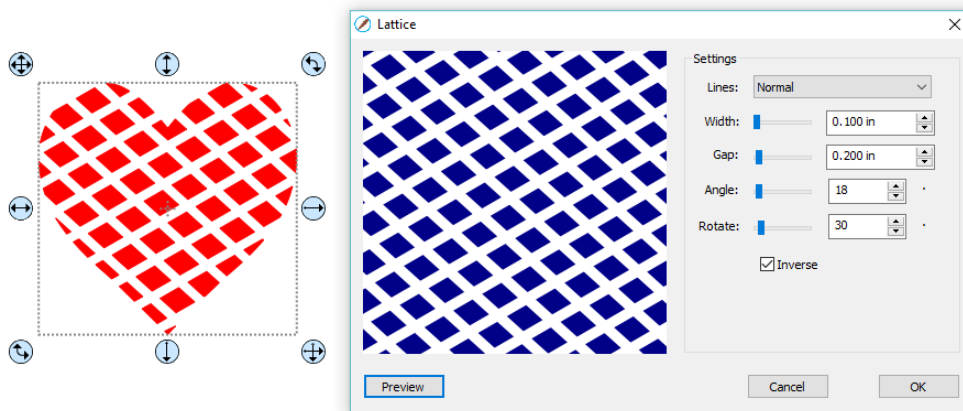 Lattice
Settings
Lines: Normal
Width: 0.100 in
Gap: 0.200 in
Angle: 18 °
Rotate: 30 °
Inverse
Preview Cancel OK